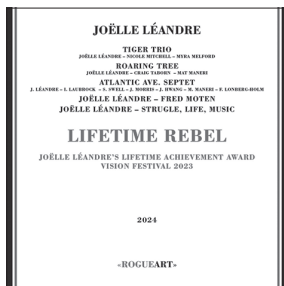 JOËLLE LÉANDRE
TIGER TRIO
JOËLLE LÉANDRE – NICOLE MITCHELL – MYRA MELFORD
ROARING TREE
JOËLLE LÉANDRE – CRAIG TABORN – MAT MANERI
ATLANTIC AVE. SEPTET
J. LÉANDRE – I. LAUBROCK – S. SWELL – J. MORRIS – J. HWANG – M. MANERI – F. LONBERG-HOLM
JOËLLE LÉANDRE – FRED MOTEN
JOËLLE LÉANDRE – STRUGLE, LIFE, MUSIC
LIFETIME REBEL
JOËLLE LÉANDRE'S LIFETIME ACHIEVEMENT AWARD
VISION FESTIVAL 2023
2024
«ROGUEART»